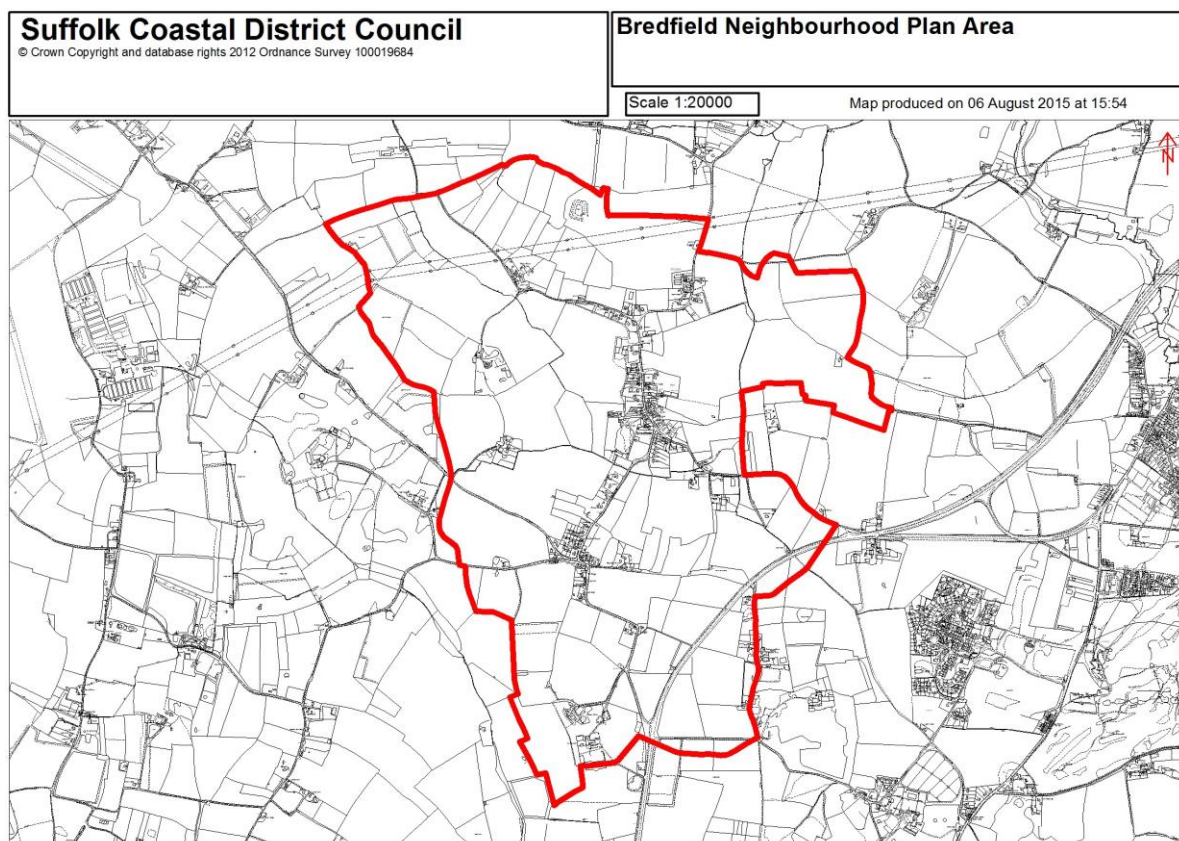 Suffolk Coastal District Council
© Crown Copyright and database rights 2012 Ordnance Survey 100019684
Bredfield Neighbourhood Plan Area
Scale 1:20000
Map produced on 06 August 2015 at 15:54
N